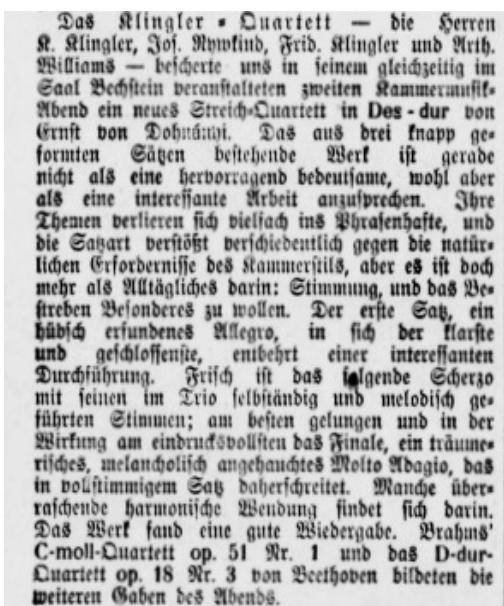 Das Klingler-Quartett — die Herren
K. Klingler, Jos. Rywkind, Frid. Klingler und Arth.
Williams — bescherte uns in seinem gleichzeitig im
Saal Bechstein veranstalteten zweiten Kammermusik-
Abend ein neues Streich-Quartett in Des-dur von
Ernst von Dohnányi. Das aus drei knapp ge-
formten Sätzen bestehende Werk ist gerade
nicht als eine hervorragend bedeutsame, wohl aber
als eine interessante Arbeit anzusprechen. Ihre
Themen verlieren sich vielfach ins Phrasenhafte, und
die Satzart verstößt verschiedentlich gegen die natür-
lichen Erfordernisse des Kammerstils, aber es ist doch
mehr als Alltägliches darin: Stimmung, und das Be-
streben Besonderes zu wollen. Der erste Satz, ein
hübsch erfundenes Allegro, in sich der klarste
und geschlossenste, entbehrt einer interessanten
Durchführung. Frisch ist das folgende Scherzo
mit seinen im Trio selbständig und melodisch ge-
führten Stimmen; am besten gelungen und in der
Wirkung am eindrucksvollsten das Finale, ein träume-
risches, melancholisch angehauchtes Molto Adagio, das
in vollstimmigem Satz daherschreitet. Manche über-
raschende harmonische Wendung findet sich darin.
Das Werk fand eine gute Wiedergabe. Brahms'
C-moll-Quartett op. 51 Nr. 1 und das D-dur-
Quartett op. 18 Nr. 3 von Beethoven bildeten die
weiteren Gaben des Abends.